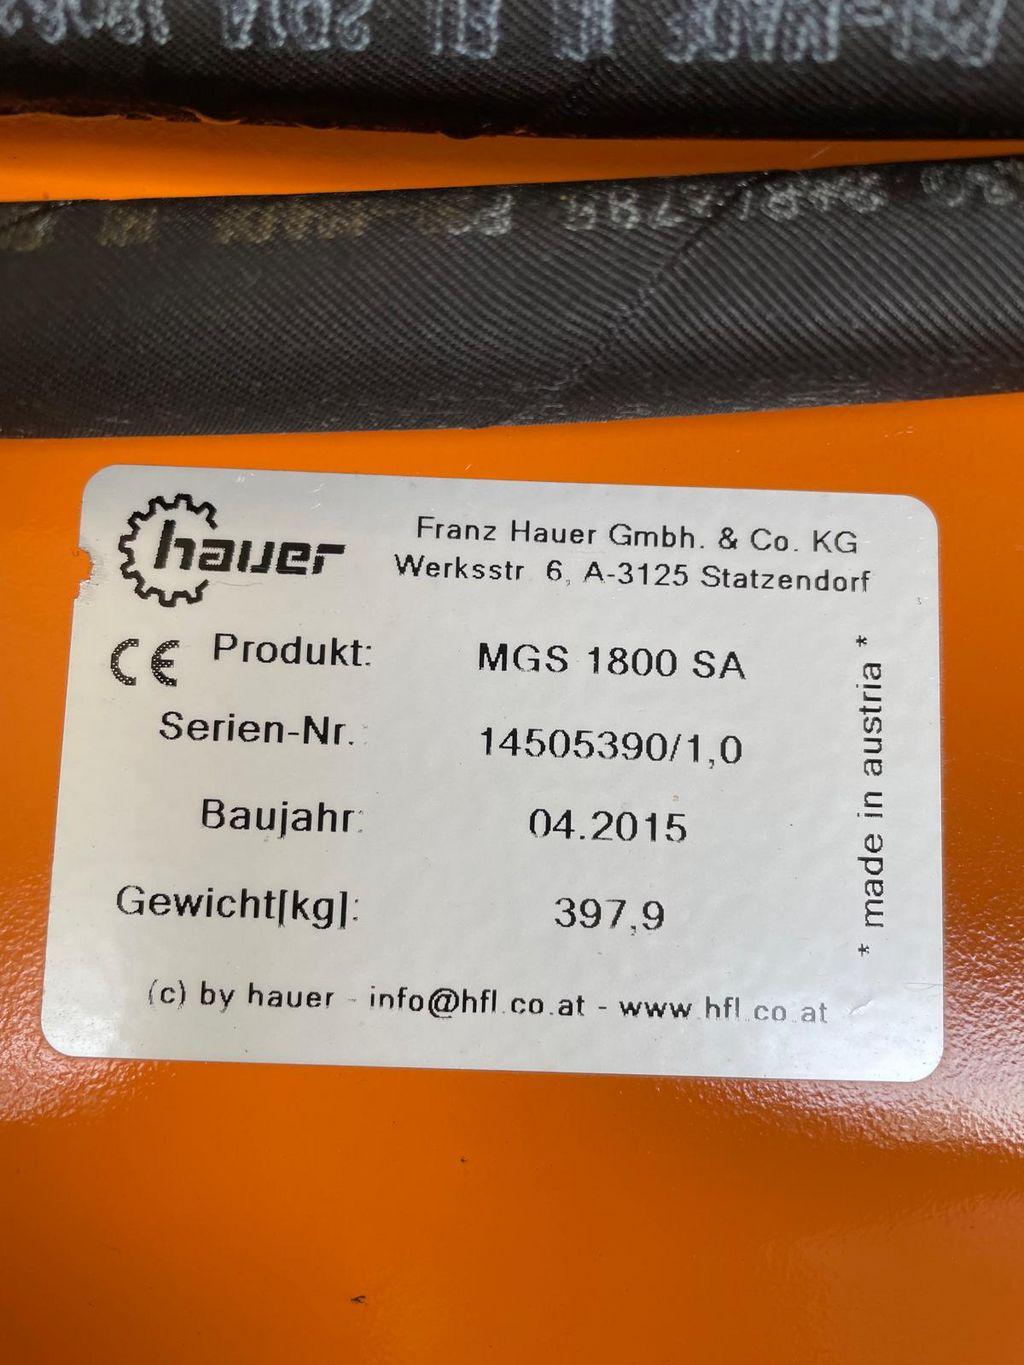 hauer
Franz Hauer Gmbh. & Co. KG
Werksstr. 6, A-3125 Statzendorf
CE Produkt: MGS 1800 SA
Serien-Nr.: 14505390/1,0
Baujahr: 04.2015
Gewicht[kg]: 397,9
(c) by hauer - info@hfl.co.at - www.hfl.co.at
* made in austria *